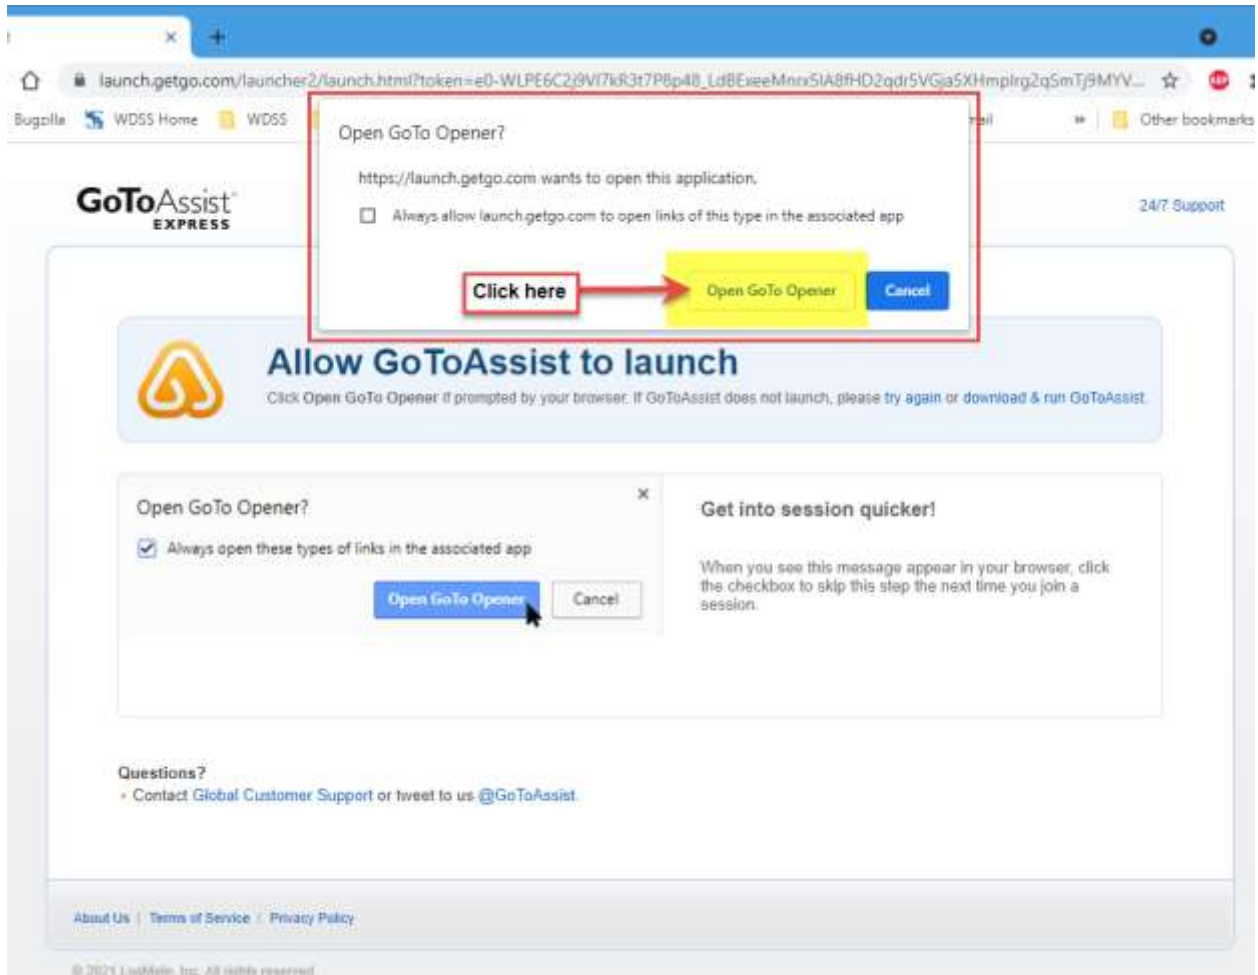 launch.getgo.com/launcher2/launch.html?token=
Bugzilla WDSS Home WDSS Other bookmarks
Open GoTo Opener?
https://launch.getgo.com wants to open this application.
Always allow launch.getgo.com to open links of this type in the associated app
Click here Open GoTo Opener Cancel
GoToAssist
EXPRESS
24/7 Support
Allow GoToAssist to launch
Click Open GoTo Opener if prompted by your browser. If GoToAssist does not launch, please try again or download & run GoToAssist.
Open GoTo Opener?
Always open these types of links in the associated app
Open GoTo Opener Cancel
Get into session quicker!
When you see this message appear in your browser, click
the checkbox to skip this step the next time you join a
session.
Questions?
Contact Global Customer Support or tweet to us @GoToAssist.
About Us | Terms of Service | Privacy Policy
© 2021 LogMeIn, Inc. All rights reserved.